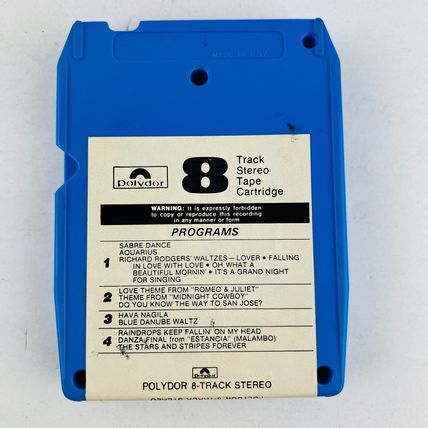 MADE IN U.S.A.
Polydor
8
Track
Stereo
Tape
Cartridge
WARNING: It is expressly forbidden
to copy or reproduce this recording
in any manner or form
PROGRAMS
1
SABRE DANCE
AQUARIUS
RICHARD RODGERS' WALTZES — LOVER • FALLING
IN LOVE WITH LOVE • OH, WHAT A
BEAUTIFUL MORNIN' • IT'S A GRAND NIGHT
FOR SINGING
2
LOVE THEME FROM "ROMEO & JULIET"
THEME FROM "MIDNIGHT COWBOY"
DO YOU KNOW THE WAY TO SAN JOSE?
3
HAVA NAGILA
BLUE DANUBE WALTZ
4
RAINDROPS KEEP FALLIN' ON MY HEAD
DANZA FINAL from "ESTANCIA" (MALAMBO)
THE STARS AND STRIPES FOREVER
Polydor
POLYDOR 8-TRACK STEREO